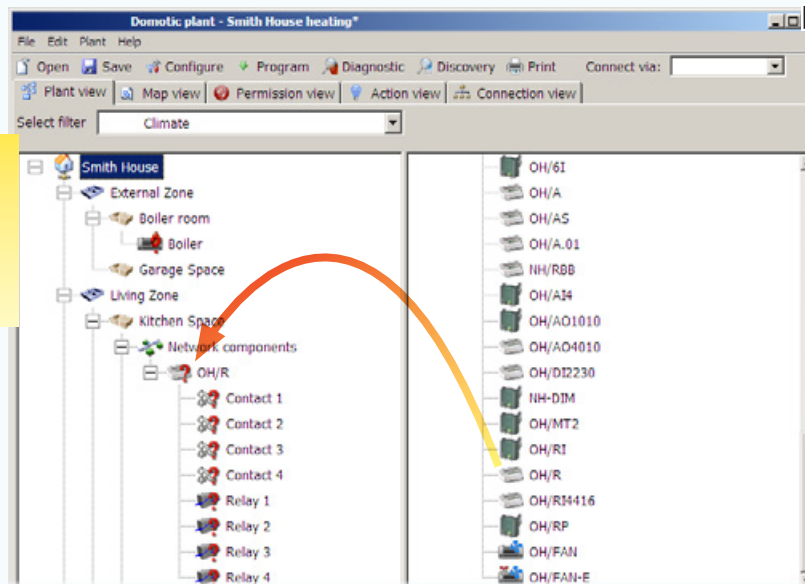 Domotic plant - Smith House heating*
File Edit Plant Help
Open Save Configure Program Diagnostic Discovery Print Connect via:
Plant view Map view Permission view Action view Connection view
Select filter Climate
Smith House
External Zone
Boiler room
Boiler
Garage Space
Living Zone
Kitchen Space
Network components
OH/R
Contact 1
Contact 2
Contact 3
Contact 4
Relay 1
Relay 2
Relay 3
Relay 4
OH/6I
OH/A
OH/AS
OH/A.01
NH/RBB
OH/AI4
OH/AO1010
OH/AO4010
OH/DI2230
NH-DIM
OH/MT2
OH/RI
OH/R
OH/RI4416
OH/RP
OH/FAN
OH/FAN-E